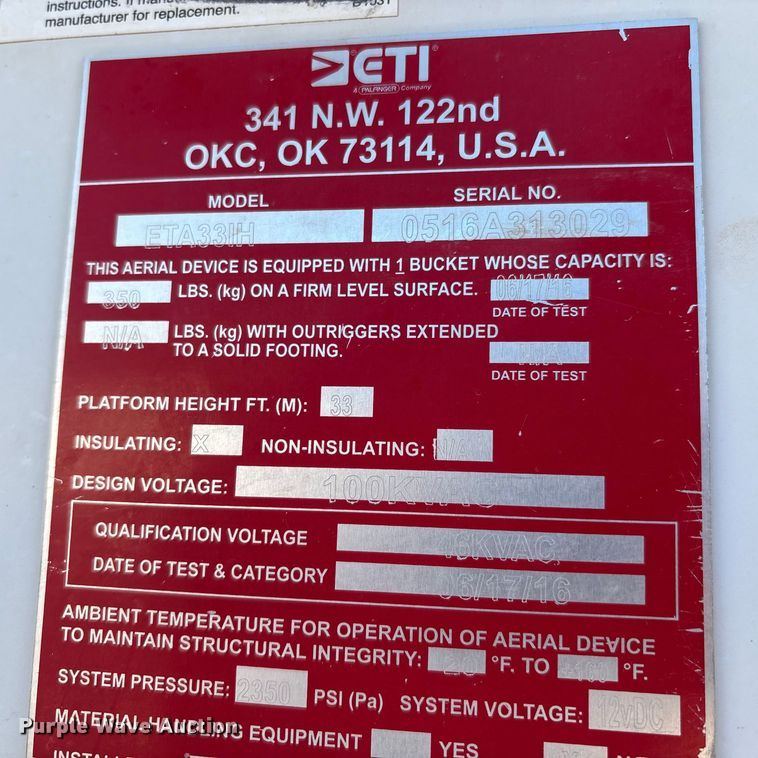 instructions. If
manufacturer for replacement.
ETI
A PALFINGER Company
341 N.W. 122nd
OKC, OK 73114, U.S.A.
MODEL SERIAL NO.
ETA33IH 0516A313029
THIS AERIAL DEVICE IS EQUIPPED WITH 1 BUCKET WHOSE CAPACITY IS:
350 LBS. (kg) ON A FIRM LEVEL SURFACE. 06/17/16
DATE OF TEST
N/A LBS. (kg) WITH OUTRIGGERS EXTENDED
TO A SOLID FOOTING. N/A
DATE OF TEST
PLATFORM HEIGHT FT. (M): 33
INSULATING: X NON-INSULATING: N/A
DESIGN VOLTAGE: 100KVAC
QUALIFICATION VOLTAGE 46KVAC
DATE OF TEST & CATEGORY 06/17/16
AMBIENT TEMPERATURE FOR OPERATION OF AERIAL DEVICE
TO MAINTAIN STRUCTURAL INTEGRITY: °F. TO °F.
SYSTEM PRESSURE: 2350 PSI (Pa) SYSTEM VOLTAGE: 12vDC
MATERIAL HANDLING EQUIPMENT YES
Purple Wave Auction